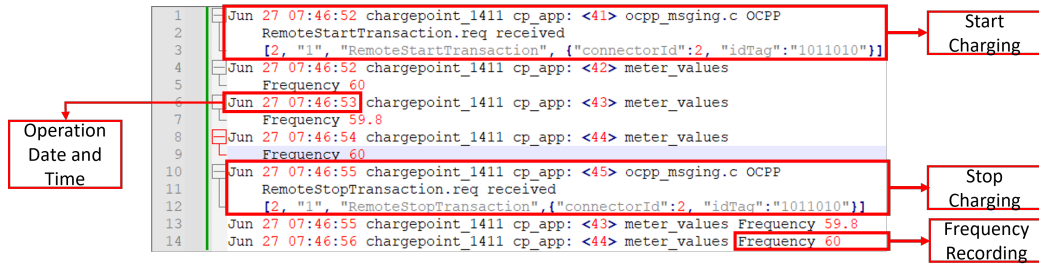 1 Jun 27 07:46:52 chargepoint_1411 cp_app: <41> ocpp_msging.c OCPP
2 RemoteStartTransaction.req received
3 [2, "1", "RemoteStartTransaction", {"connectorId":2, "idTag":"1011010"}]
4 Jun 27 07:46:52 chargepoint_1411 cp_app: <42> meter_values
5 Frequency 60
6 Jun 27 07:46:53 chargepoint_1411 cp_app: <43> meter_values
7 Frequency 59.8
8 Jun 27 07:46:54 chargepoint_1411 cp_app: <44> meter_values
9 Frequency 60
10 Jun 27 07:46:55 chargepoint_1411 cp_app: <45> ocpp_msging.c OCPP
11 RemoteStopTransaction.req received
12 [2, "1", "RemoteStopTransaction",{"connectorId":2, "idTag":"1011010"}]
13 Jun 27 07:46:55 chargepoint_1411 cp_app: <43> meter_values Frequency 59.8
14 Jun 27 07:46:56 chargepoint_1411 cp_app: <44> meter_values Frequency 60
Operation
Date and
Time
Start
Charging
Stop
Charging
Frequency
Recording